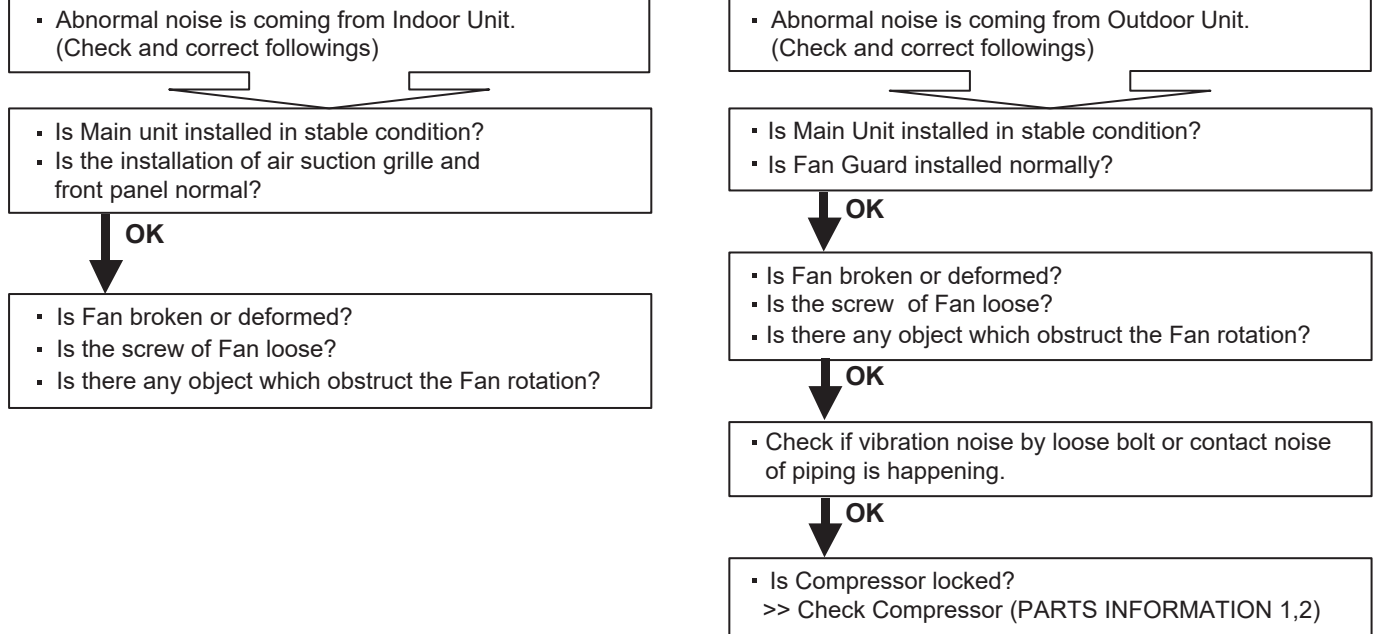 ▪ Abnormal noise is coming from Indoor Unit.
(Check and correct followings)
▪ Is Main unit installed in stable condition?
▪ Is the installation of air suction grille and
front panel normal?
OK
▪ Is Fan broken or deformed?
▪ Is the screw of Fan loose?
▪ Is there any object which obstruct the Fan rotation?
▪ Abnormal noise is coming from Outdoor Unit.
(Check and correct followings)
▪ Is Main Unit installed in stable condition?
▪ Is Fan Guard installed normally?
OK
▪ Is Fan broken or deformed?
▪ Is the screw of Fan loose?
▪ Is there any object which obstruct the Fan rotation?
OK
▪ Check if vibration noise by loose bolt or contact noise
of piping is happening.
OK
▪ Is Compressor locked?
>> Check Compressor (PARTS INFORMATION 1,2)